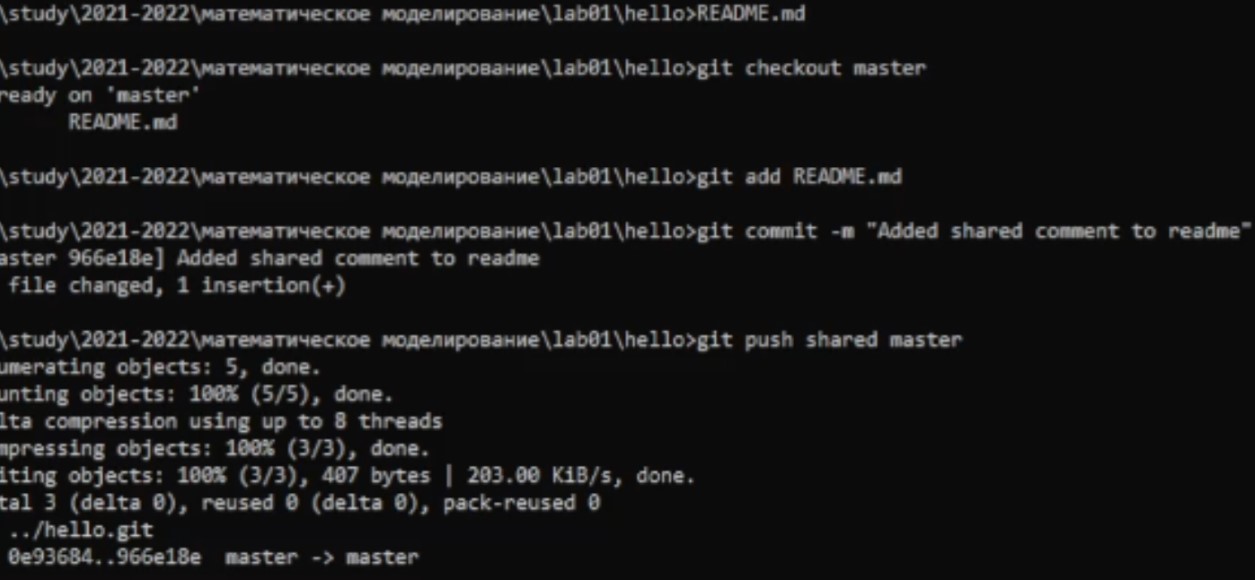 \study\2021-2022\математическое моделирование\lab01\hello>README.md
\study\2021-2022\математическое моделирование\lab01\hello>git checkout master
ready on 'master'
README.md
\study\2021-2022\математическое моделирование\lab01\hello>git add README.md
\study\2021-2022\математическое моделирование\lab01\hello>git commit -m "Added shared comment to readme"
aster 966e18e] Added shared comment to readme
file changed, 1 insertion(+)
\study\2021-2022\математическое моделирование\lab01\hello>git push shared master
umerating objects: 5, done.
unting objects: 100% (5/5), done.
lta compression using up to 8 threads
mpressing objects: 100% (3/3), done.
iting objects: 100% (3/3), 407 bytes | 203.00 KiB/s, done.
tal 3 (delta 0), reused 0 (delta 0), pack-reused 0
../hello.git
0e93684..966e18e  master -> master